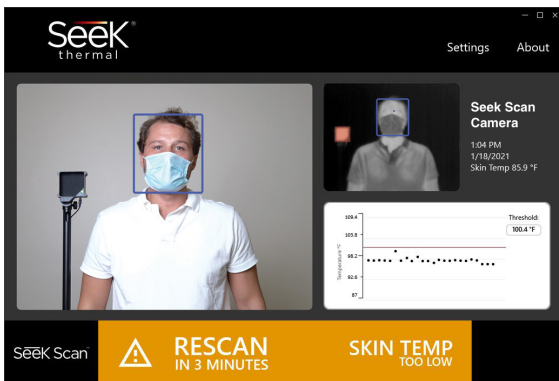 Seek
thermal
Settings
About
Seek Scan
Camera
1:04 PM
1/18/2021
Skin Temp 85.9 °F
Temperature °F
109.4
103.8
98.2
92.6
87
Threshold:
100.4 °F
Seek Scan
RESCAN
IN 3 MINUTES
SKIN TEMP
TOO LOW